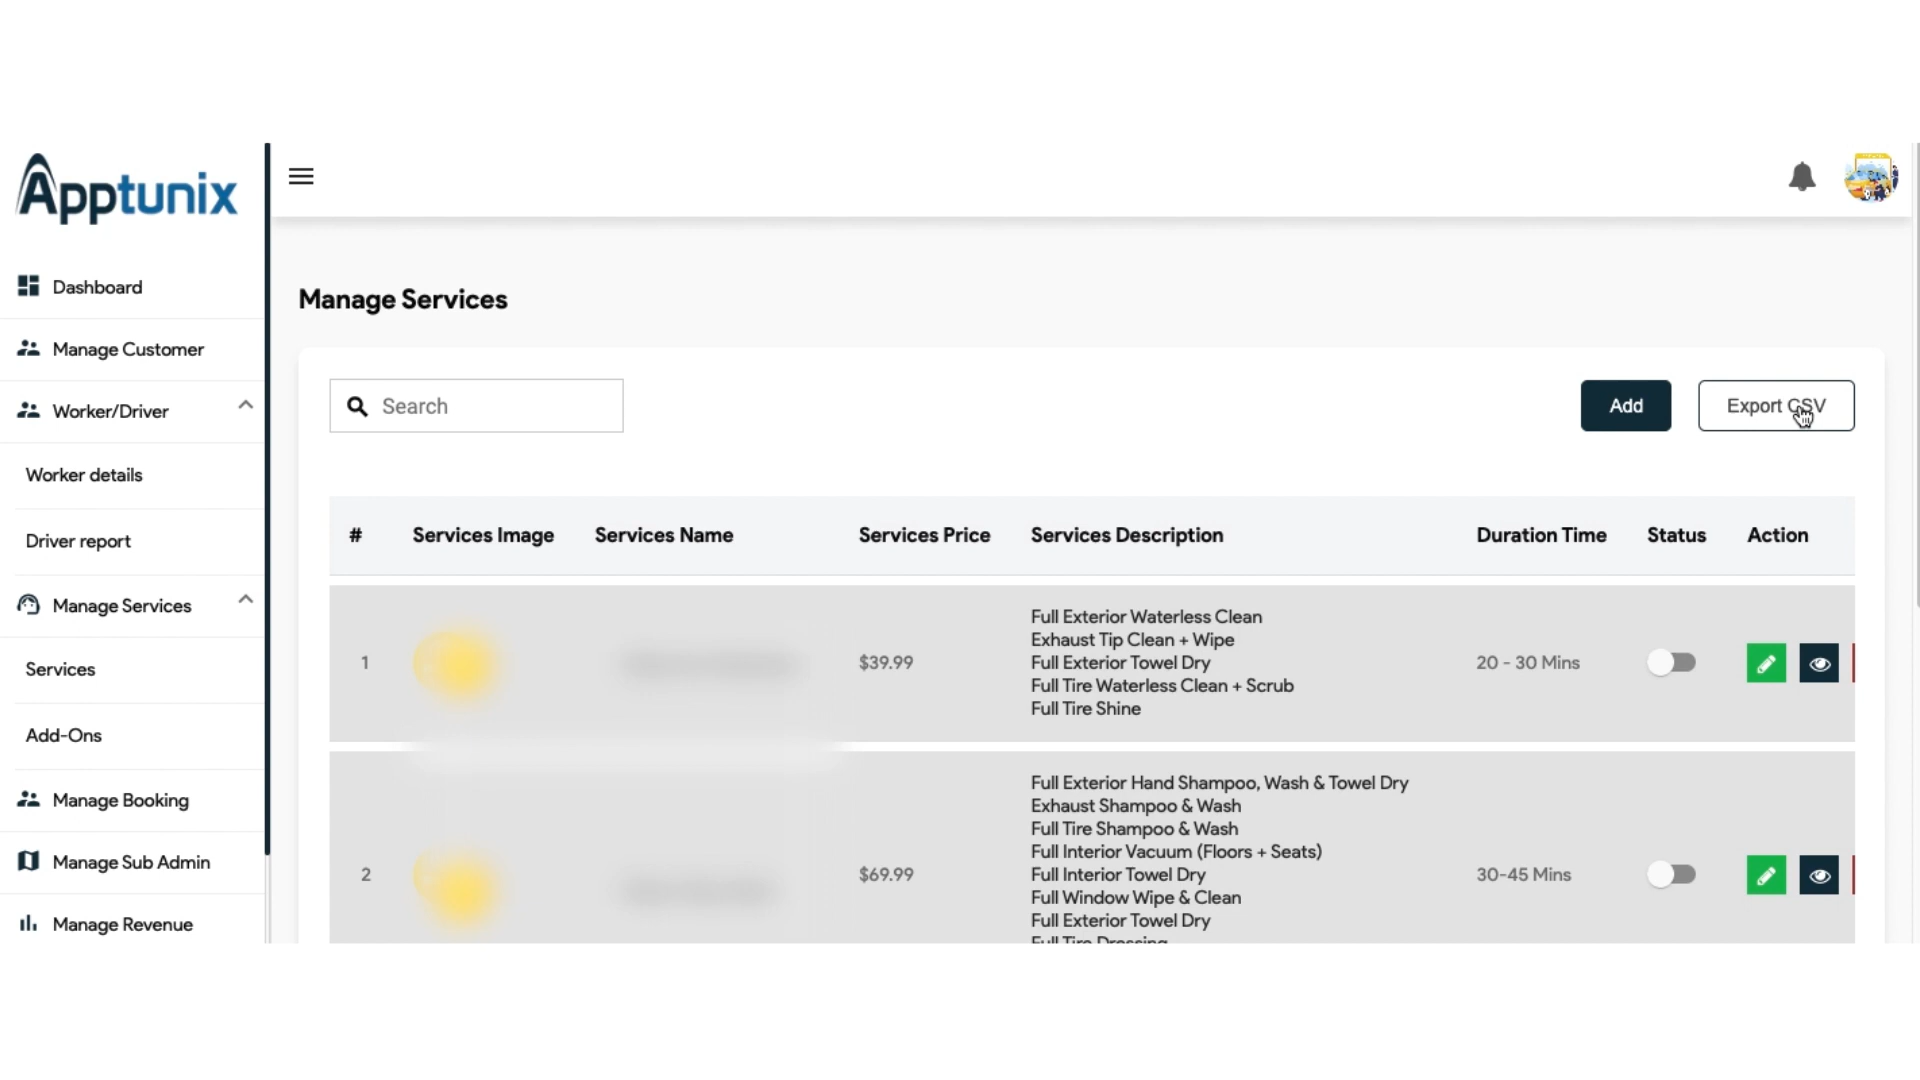 Apptunix
Dashboard
Manage Customer
Worker/Driver
Worker details
Driver report
Manage Services
Services
Add-Ons
Manage Booking
Manage Sub Admin
Manage Revenue
Manage Services
Search
Add
Export CSV
# Services Image Services Name Services Price Services Description Duration Time Status Action
1
$39.99
Full Exterior Waterless Clean
Exhaust Tip Clean + Wipe
Full Exterior Towel Dry
Full Tire Waterless Clean + Scrub
Full Tire Shine
20 - 30 Mins
2
$69.99
Full Exterior Hand Shampoo, Wash & Towel Dry
Exhaust Shampoo & Wash
Full Tire Shampoo & Wash
Full Interior Vacuum (Floors + Seats)
Full Interior Towel Dry
Full Window Wipe & Clean
Full Exterior Towel Dry
Full Tire Dressing
30-45 Mins